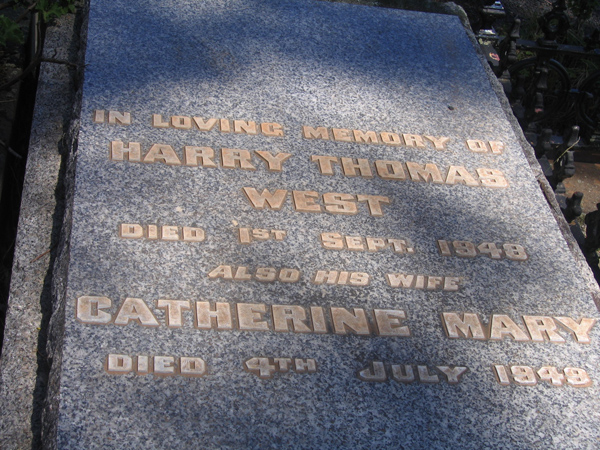 IN LOVING MEMORY OF
HARRY THOMAS
WEST
DIED 1ST SEPT. 1948
ALSO HIS WIFE
CATHERINE MARY
DIED 4TH JULY 1949